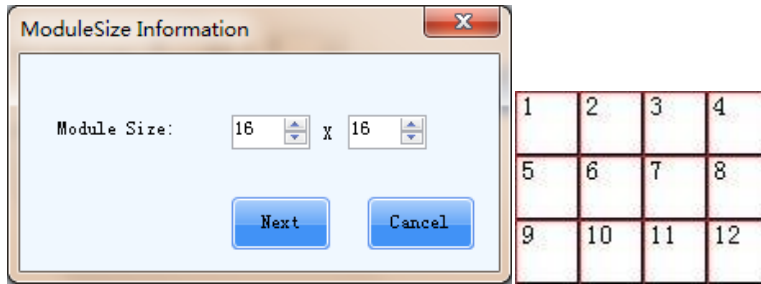 ModuleSize Information
Module Size: 16 X 16
Next Cancel
1 2 3 4
5 6 7 8
9 10 11 12